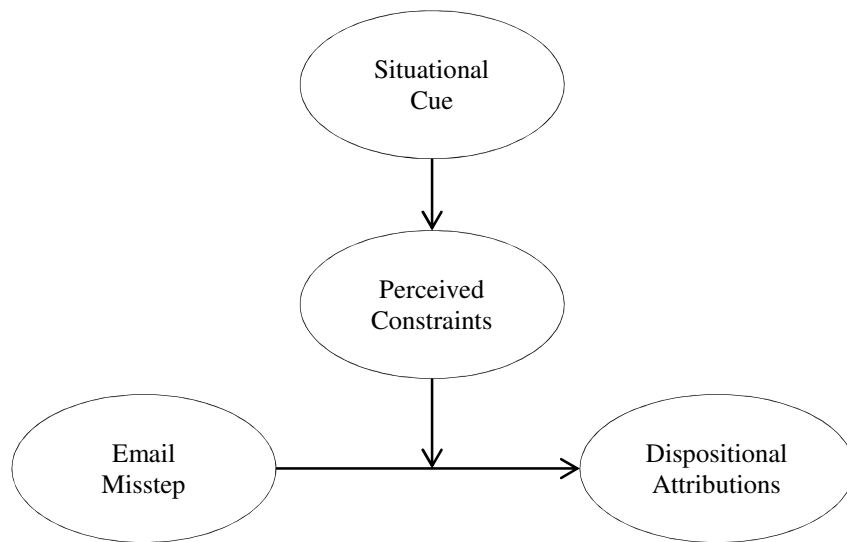 Situational
Cue
Perceived
Constraints
Email
Misstep
Dispositional
Attributions